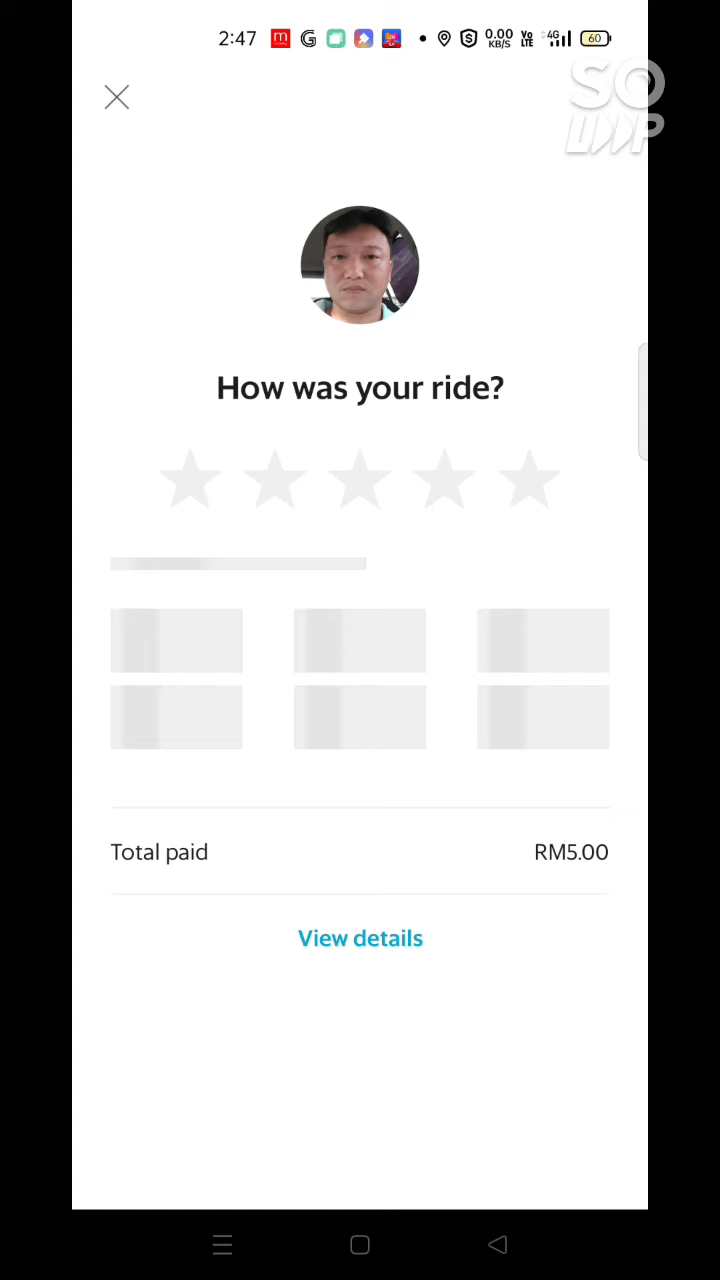 2:47
0.00
KB/S
Vo
LTE
4G
60
SO
How was your ride?
Total paid
RM5.00
View details